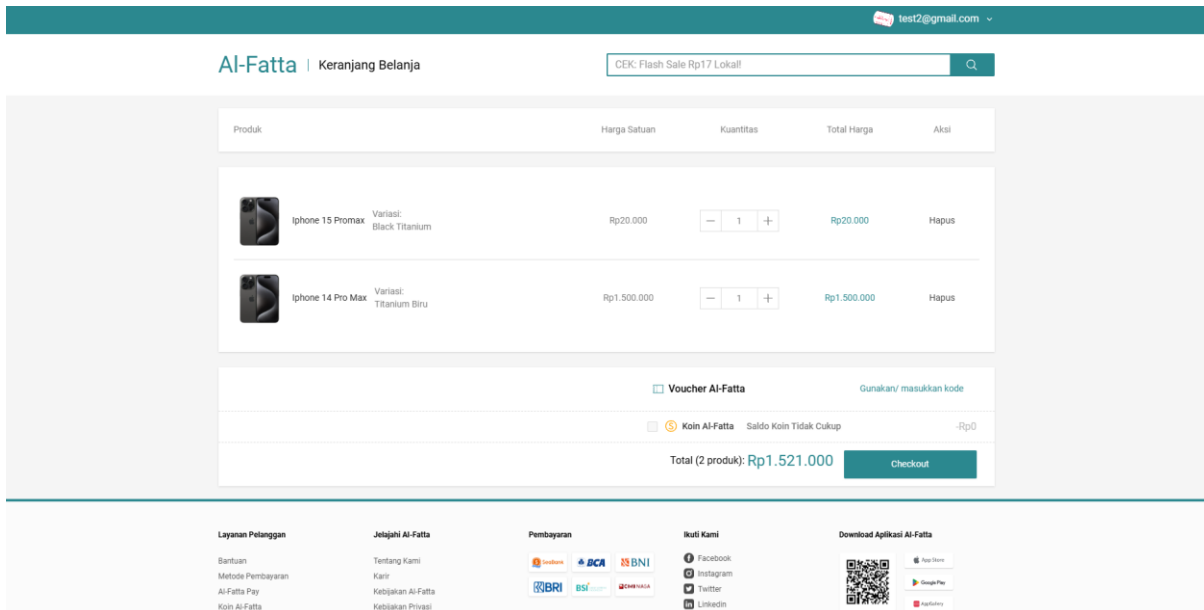 test2@gmail.com
Al-Fatta | Keranjang Belanja
CEK: Flash Sale Rp17 Lokal!
Produk Harga Satuan Kuantitas Total Harga Aksi
Iphone 15 Promax Variasi: Rp20.000 1 Rp20.000 Hapus
Black Titanium
Iphone 14 Pro Max Variasi: Rp1.500.000 1 Rp1.500.000 Hapus
TItanium Biru
Voucher Al-Fatta Gunakan/ masukkan kode
Koin Al-Fatta Saldo Koin Tidak Cukup -Rp0
Total (2 produk): Rp1.521.000 Checkout
Layanan Pelanggan Jelajahi Al-Fatta Pembayaran Ikuti Kami Download Aplikasi Al-Fatta
Bantuan Tentang Kami SeaBank BCA BNI Facebook App Store
Metode Pembayaran Karir Instagram
Al-Fatta Pay Kebijakan Al-Fatta BRI BSI CIMB NIAGA Twitter Google Play
Koin Al-Fatta Kebijakan Privasi Linkedin AppGallery